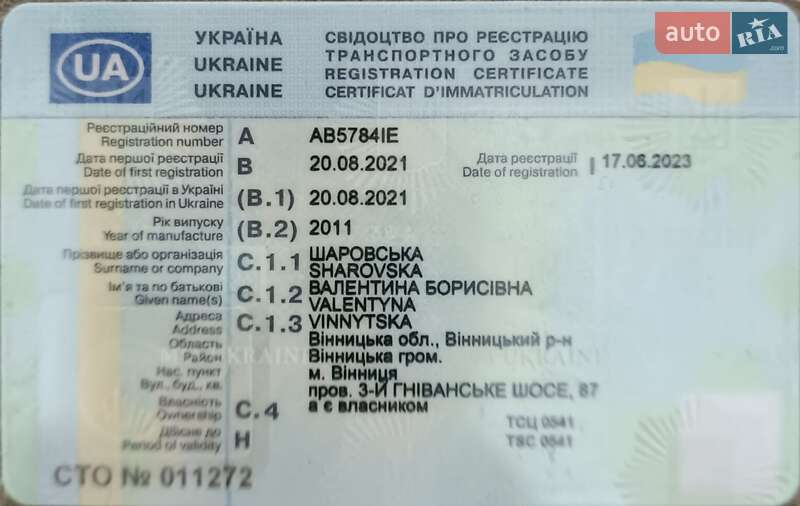 auto RIA .com
UA
УКРАЇНА
UKRAINE
UKRAINE
СВІДОЦТВО ПРО РЕЄСТРАЦІЮ
ТРАНСПОРТНОГО ЗАСОБУ
REGISTRATION CERTIFICATE
CERTIFICAT D'IMMATRICULATION
Реєстраційний номер
Registration number A AB5784IE
Дата першої реєстрації
Date of first registration B 20.08.2021
Дата реєстрації
Date of registration I 17.06.2023
Дата першої реєстрації в Україні
Date of first registration in Ukraine (B.1) 20.08.2021
Рік випуску
Year of manufacture (B.2) 2011
Прізвище або організація
Surname or company C.1.1 ШАРОВСЬКА
SHAROVSKA
Ім'я та по батькові
Given name(s) C.1.2 ВАЛЕНТИНА БОРИСІВНА
VALENTYNA
Адреса
Address C.1.3 VINNYTSKA
Область Вінницька обл., Вінницький р-н
Район Вінницька гром.
Нас. пункт м. Вінниця
Вул., буд., кв. пров. 3-Й ГНІВАНСЬКЕ ШОСЕ, 87
Власність
Ownership C.4 а є власником
Дійсне до
Period of validity H
ТСЦ 0541
TSC 0541
СТО № 011272